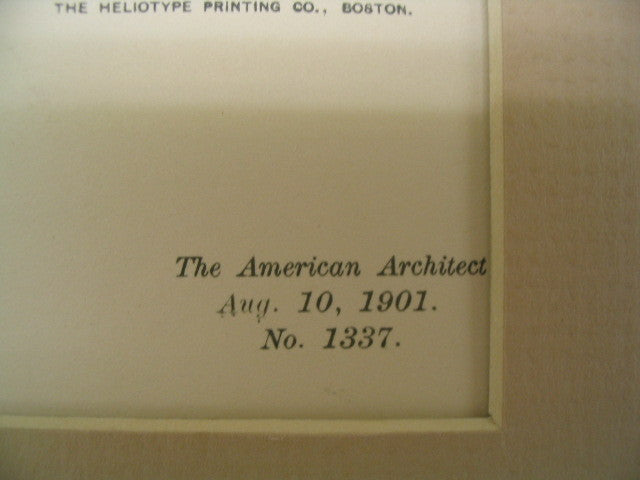 THE HELIOTYPE PRINTING CO., BOSTON.
The American Architect
Aug. 10, 1901.
No. 1337.